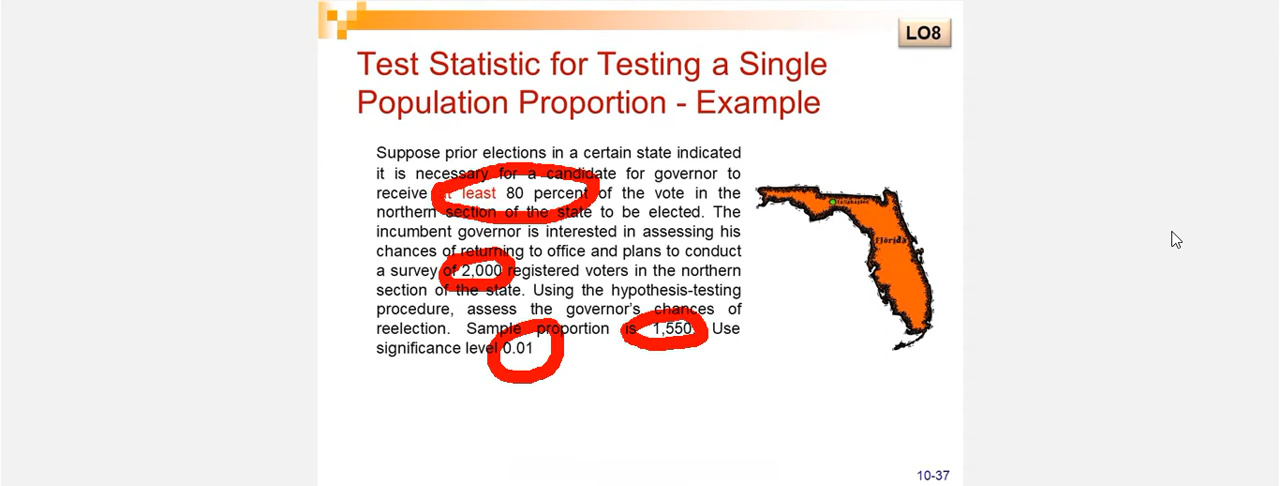 LO8
Test Statistic for Testing a Single
Population Proportion - Example
Suppose prior elections in a certain state indicated
it is necessary for a candidate for governor to
receive least 80 percent of the vote in the
northern section of the state to be elected. The
incumbent governor is interested in assessing his
chances of returning to office and plans to conduct
a survey of 2,000 registered voters in the northern
section of the state. Using the hypothesis-testing
procedure, assess the governor's chances of
reelection. Sample proportion is 1,550. Use
significance level 0.01
Tallahassee
Florida
10-37